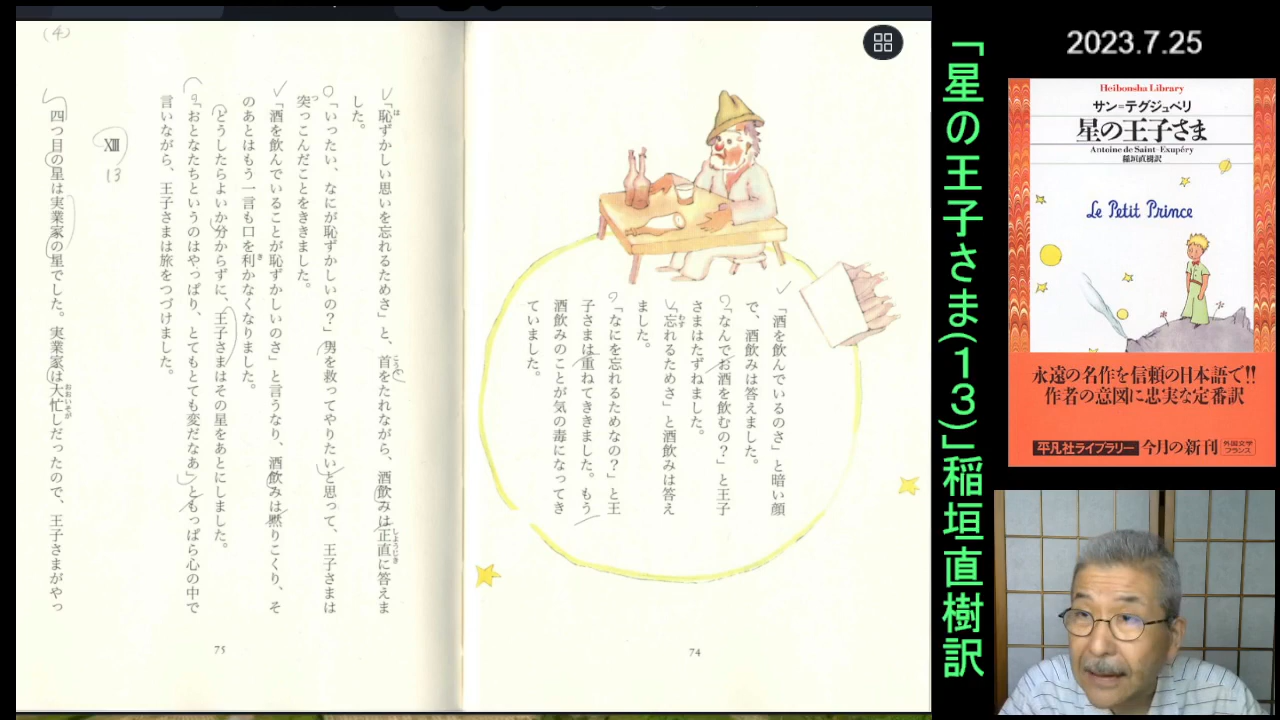 「酒を飲んでいるのさ」と暗い顔
で、酒飲みは答えました。
「なんでお酒を飲むの？」と王子
さまはたずねました。
「忘れるためさ」と酒飲みは答え
ました。
「なにを忘れるためなの？」と王
子さまは重ねてききました。もう
酒飲みのことが気の毒になってき
ていました。
74
「恥ずかしい思いを忘れるためさ」と、首をたれながら、酒飲みは正直に答えま
した。
「いったい、なにが恥ずかしいの？」男を救ってやりたいと思って、王子さまは
突っこんだことをききました。
「酒を飲んでいることが恥ずかしいのさ」と言うなり、酒飲みは黙りこくり、そ
のあとはもう一言も口を利かなくなりました。
どうしたらよいか分からずに、王子さまはその星をあとにしました。
「おとなたちというのはやっぱり、とてもとても変だなあ」ともっぱら心の中で
言いながら、王子さまは旅をつづけました。
XIII
13
(4)
四つ目の星は実業家の星でした。実業家は大忙しだったので、王子さまがやっ
75
「星の王子さま(13)」稲垣直樹訳
2023.7.25
Heibonsha Library
サン=テグジュペリ
星の王子さま
Antoine de Saint-Exupéry
稲垣直樹訳
Le Petit Prince
永遠の名作を信頼の日本語で!!
作者の意図に忠実な定番訳
平凡社ライブラリー 今月の新刊 外国文学 フランス